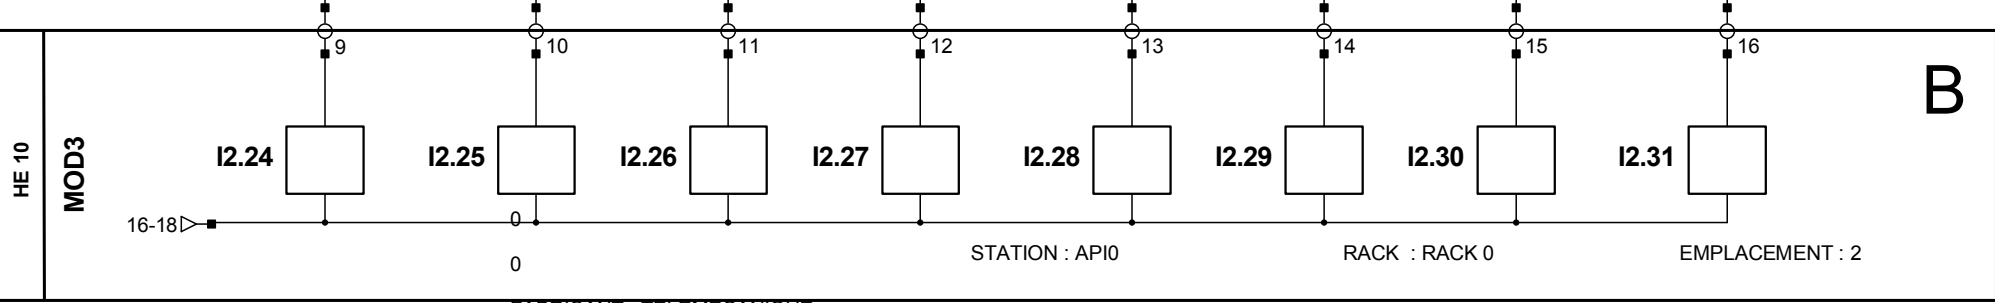 9 10 11 12 13 14 15 16
B
HE 10
MOD3
I2.24 I2.25 I2.26 I2.27 I2.28 I2.29 I2.30 I2.31
16-18
0
STATION : API0 RACK : RACK 0 EMPLACEMENT : 2
0